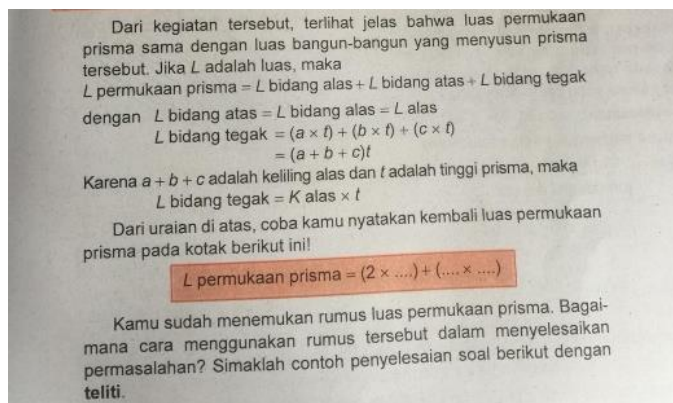 Dari kegiatan tersebut, terlihat jelas bahwa luas permukaan
prisma sama dengan luas bangun-bangun yang menyusun prisma
tersebut. Jika L adalah luas, maka
L permukaan prisma = L bidang alas + L bidang atas + L bidang tegak
dengan L bidang atas = L bidang alas = L alas
L bidang tegak = (a × t) + (b × t) + (c × t)
= (a + b + c)t
Karena a + b + c adalah keliling alas dan t adalah tinggi prisma, maka
L bidang tegak = K alas × t
Dari uraian di atas, coba kamu nyatakan kembali luas permukaan
prisma pada kotak berikut ini!
L permukaan prisma = (2 × ....) + (.... × ....)
Kamu sudah menemukan rumus luas permukaan prisma. Bagai-
mana cara menggunakan rumus tersebut dalam menyelesaikan
permasalahan? Simaklah contoh penyelesaian soal berikut dengan
teliti.